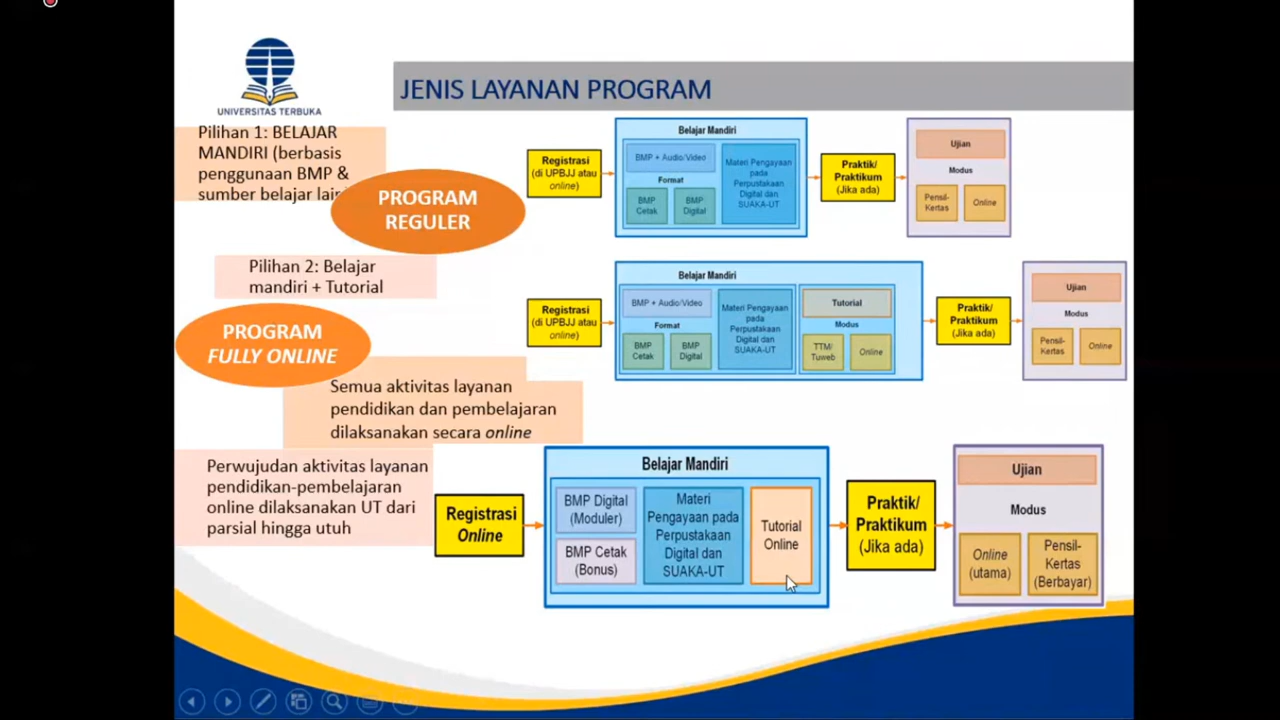 UNIVERSITAS TERBUKA
JENIS LAYANAN PROGRAM
Pilihan 1: BELAJAR
MANDIRI (berbasis
penggunaan BMP &
sumber belajar
PROGRAM
REGULER
Registrasi
(di UPBJJ atau
online)
Belajar Mandiri
BMP + Audio/Video
Format
BMP
Cetak
BMP
Digital
Materi Pengayaan
pada
Perpustakaan
Digital dan
SUAKA-UT
Praktik/
Praktikum
(Jika ada)
Ujian
Modus
Pensil-
Kertas
Online
Pilihan 2: Belajar
mandiri + Tutorial
Registrasi
(di UPBJJ atau
online)
Belajar Mandiri
BMP + Audio/Video
Format
BMP
Cetak
BMP
Digital
Materi Pengayaan
pada
Perpustakaan
Digital dan
SUAKA-UT
Tutorial
Modus
TTM/
Tuweb
Online
Praktik/
Praktikum
(Jika ada)
Ujian
Modus
Pensil-
Kertas
Online
PROGRAM
FULLY ONLINE
Semua aktivitas layanan
pendidikan dan pembelajaran
dilaksanakan secara online
Perwujudan aktivitas layanan
pendidikan-pembelajaran
online dilaksanakan UT dari
parsial hingga utuh
Registrasi
Online
Belajar Mandiri
BMP Digital
(Moduler)
BMP Cetak
(Bonus)
Materi
Pengayaan pada
Perpustakaan
Digital dan
SUAKA-UT
Tutorial
Online
Praktik/
Praktikum
(Jika ada)
Ujian
Modus
Online
(utama)
Pensil-
Kertas
(Berbayar)